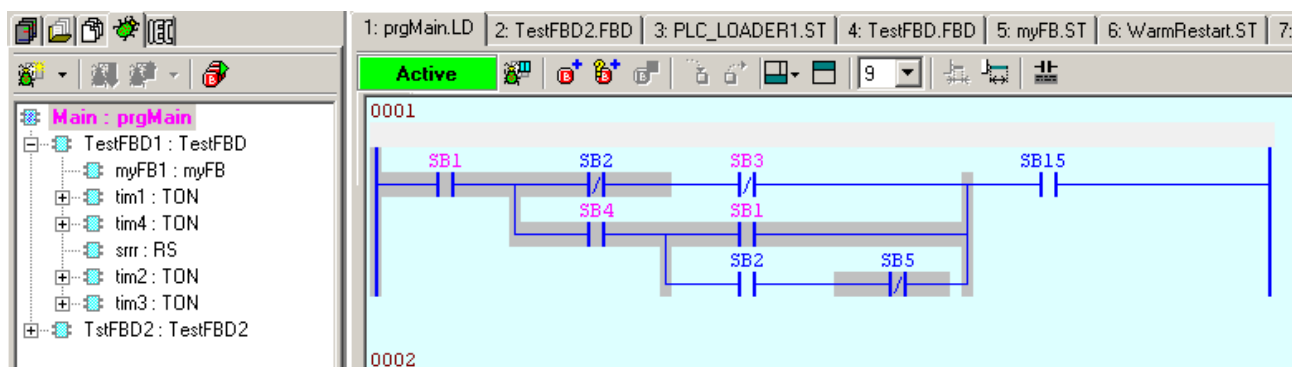 1: prgMain.LD 2: TestFBD2.FBD 3: PLC_LOADER1.ST 4: TestFBD.FBD 5: myFB.ST 6: WarmRestart.ST 7:
Active 9
Main : prgMain
TestFBD1 : TestFBD
myFB1 : myFB
tim1 : TON
tim4 : TON
srrr : RS
tim2 : TON
tim3 : TON
TstFBD2 : TestFBD2
0001
SB1 SB2 SB3 SB15
SB4 SB1
SB2 SB5
0002